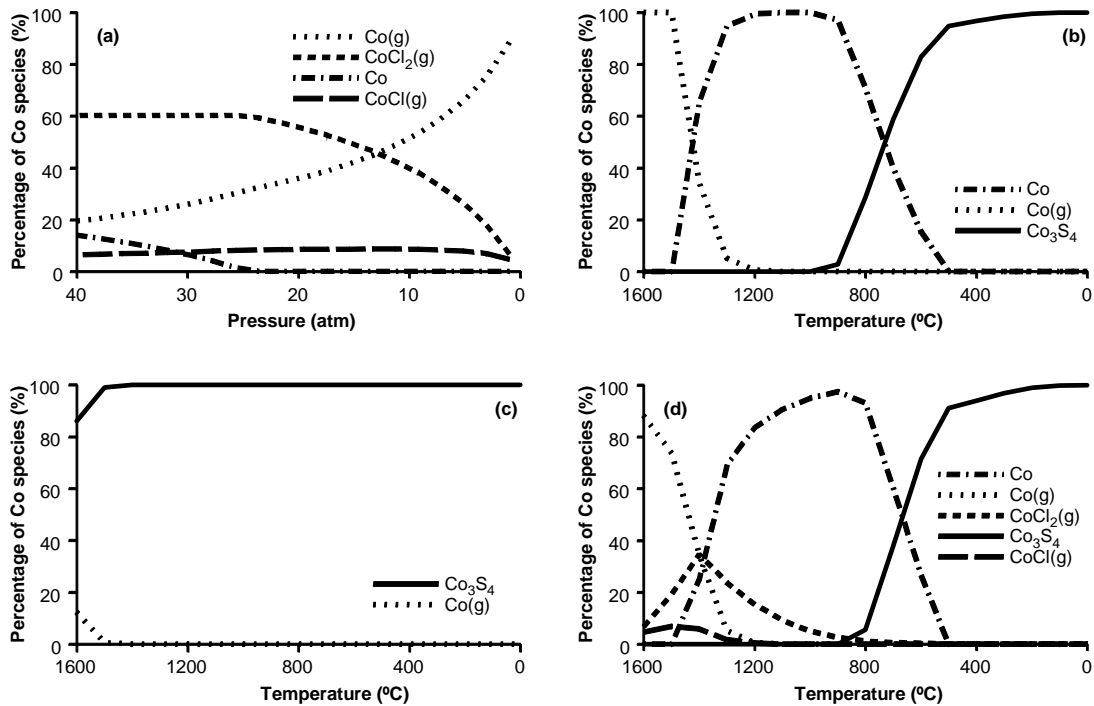 (a)
Percentage of Co species (%)
100
80
60
40
20
0
Co(g)
CoCl₂(g)
Co
CoCl(g)
40 30 20 10 0
Pressure (atm)
(b)
Percentage of Co species (%)
100
80
60
40
20
0
Co
Co(g)
Co₃S₄
1600 1200 800 400 0
Temperature (ºC)
(c)
Percentage of Co species (%)
100
80
60
40
20
0
Co₃S₄
Co(g)
1600 1200 800 400 0
Temperature (ºC)
(d)
Percentage of Co species (%)
100
80
60
40
20
0
Co
Co(g)
CoCl₂(g)
Co₃S₄
CoCl(g)
1600 1200 800 400 0
Temperature (ºC)